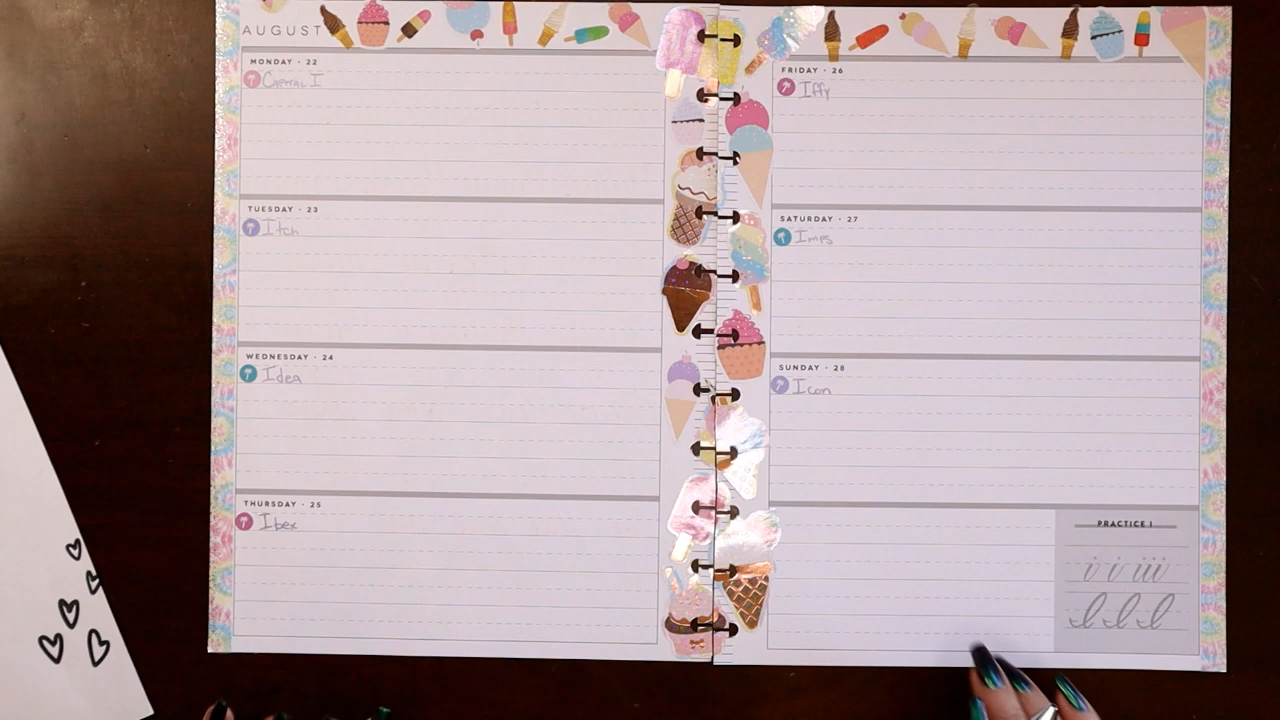 AUGUST
MONDAY · 22
Capital I
TUESDAY · 23
Itch
WEDNESDAY · 24
Idea
THURSDAY · 25
Ibex
FRIDAY · 26
Iffy
SATURDAY · 27
Imps
SUNDAY · 28
Icon
PRACTICE I
i i iii
I I I